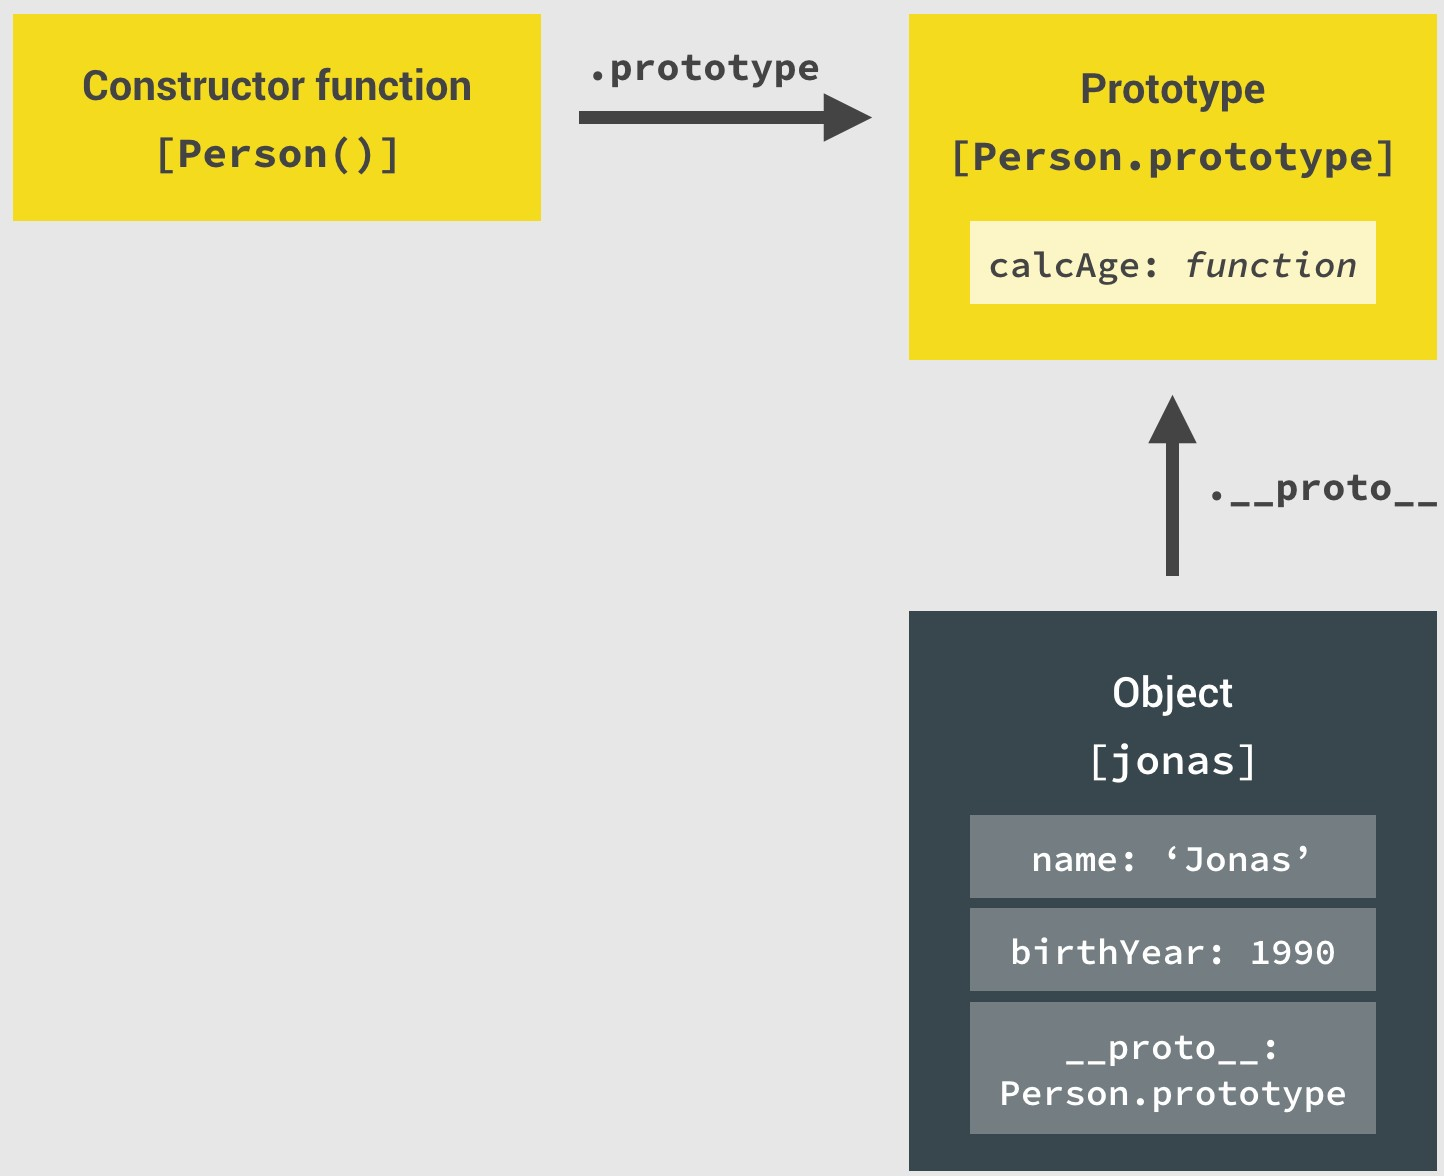 Constructor function
[Person()]
.prototype
Prototype
[Person.prototype]
calcAge: function
.__proto__
Object
[jonas]
name: ‘Jonas’
birthYear: 1990
__proto__:
Person.prototype